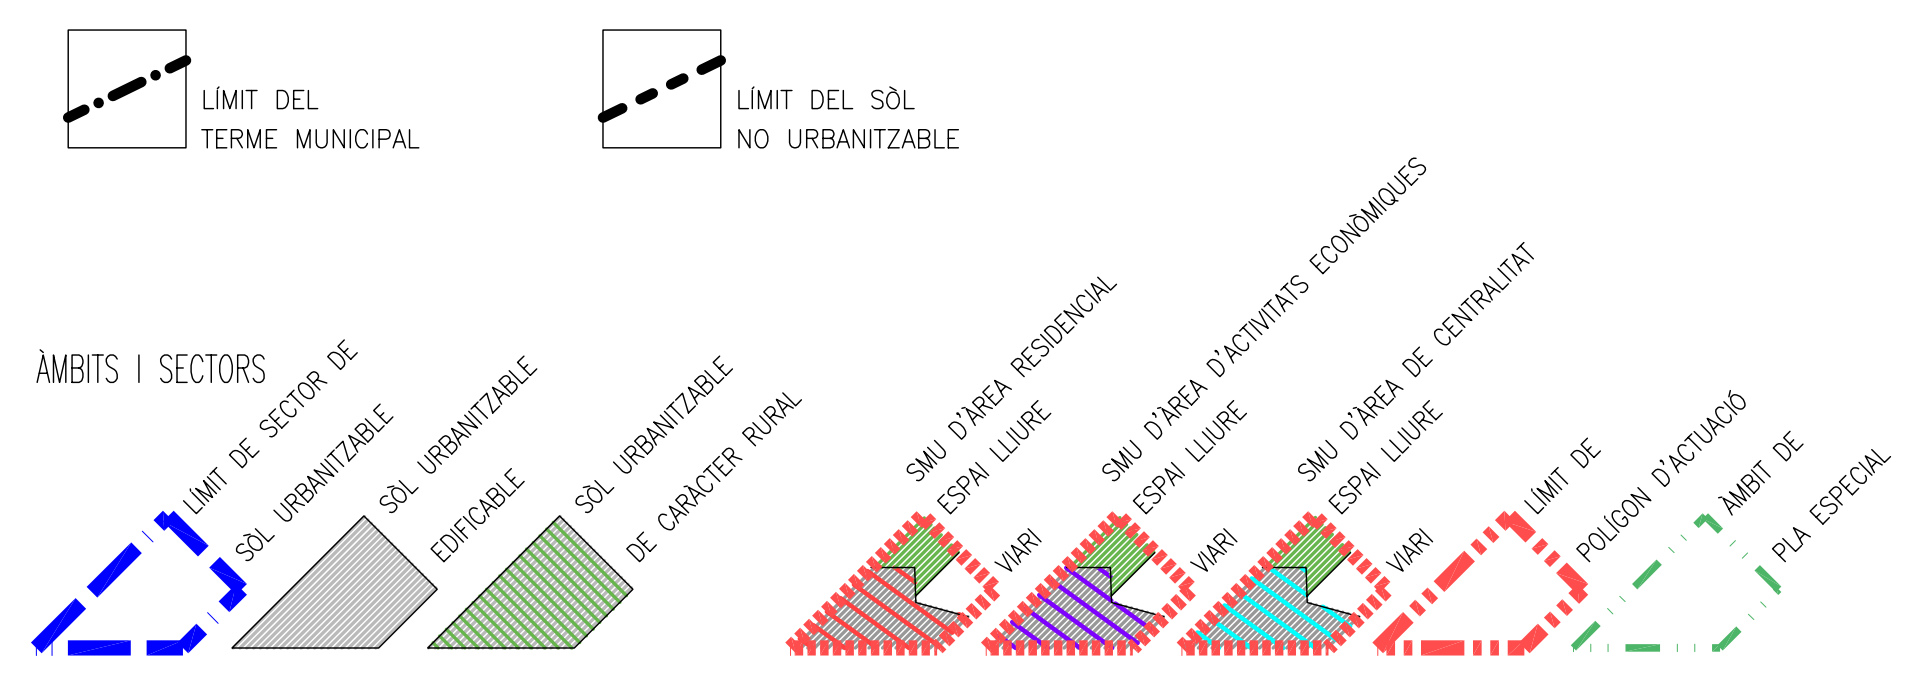 LÍMIT DEL
TERME MUNICIPAL
LÍMIT DEL SÒL
NO URBANITZABLE
ÀMBITS I SECTORS
LÍMIT DE SECTOR DE
SÒL URBANITZABLE
SÒL URBANITZABLE
EDIFICABLE
SÒL URBANITZABLE
DE CARÀCTER RURAL
SMU D'ÀREA RESIDENCIAL
ESPAI LLIURE
VIARI
SMU D'ÀREA D'ACTIVITATS ECONÒMIQUES
ESPAI LLIURE
VIARI
SMU D'ÀREA DE CENTRALITAT
ESPAI LLIURE
VIARI
LÍMIT DE
POLÍGON D'ACTUACIÓ
ÀMBIT DE
PLA ESPECIAL